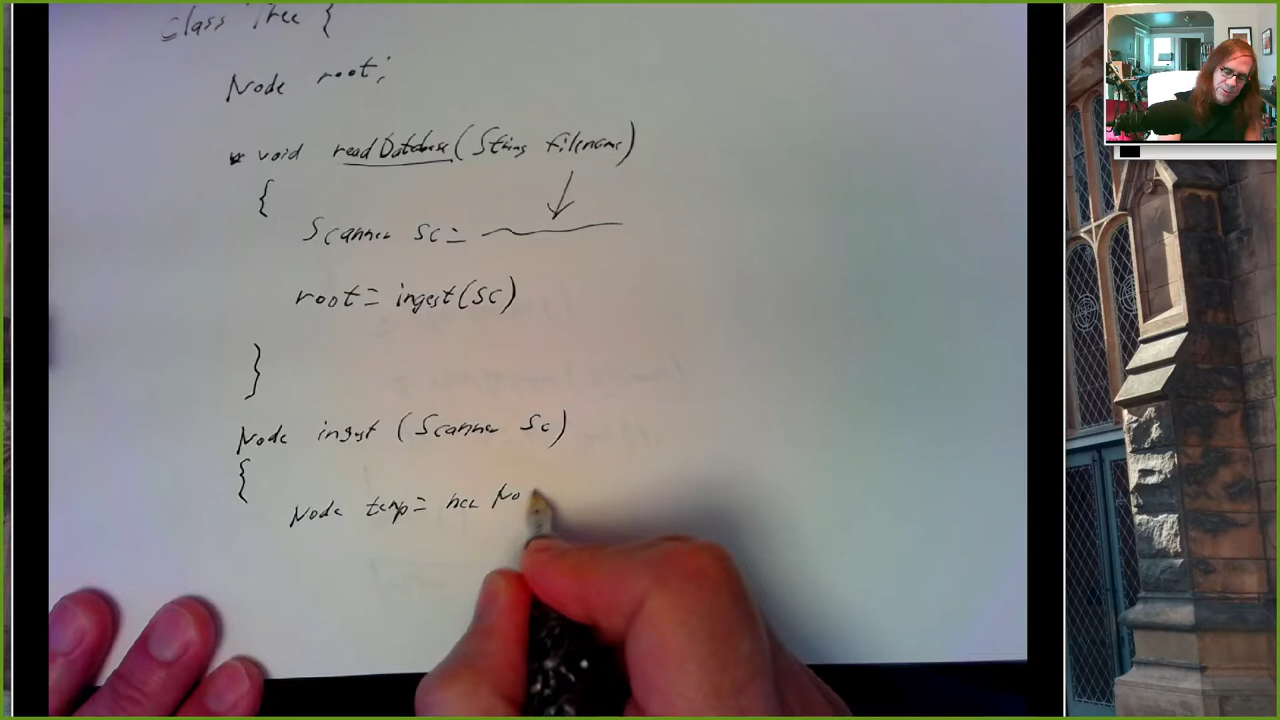 class Tree {
Node root;
void readDatabase(String filename)
{
Scanner sc=
root= ingest(sc)
}
Node ingest (Scanner Sc)
{
Node temp= new No